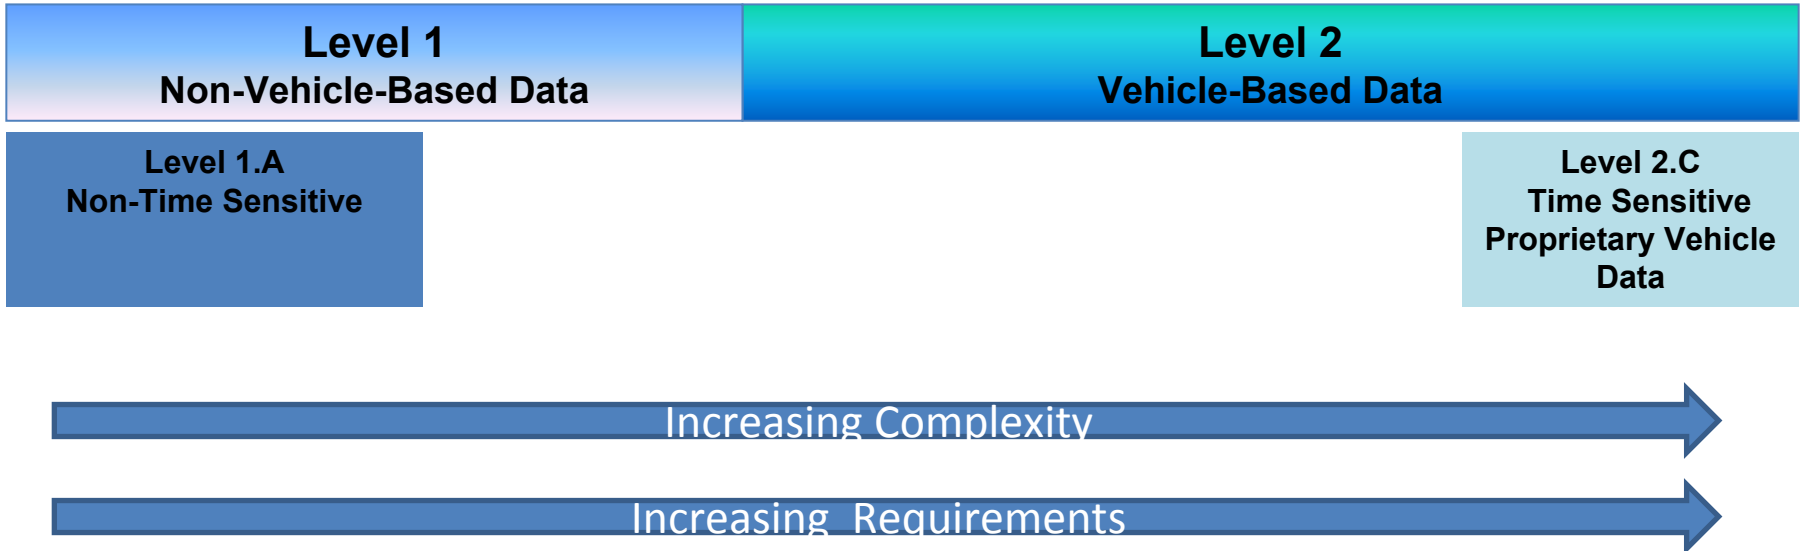 Level 1
Non-Vehicle-Based Data
Level 2
Vehicle-Based Data
Level 1.A
Non-Time Sensitive
Level 2.C
Time Sensitive
Proprietary Vehicle
Data
Increasing Complexity
Increasing Requirements